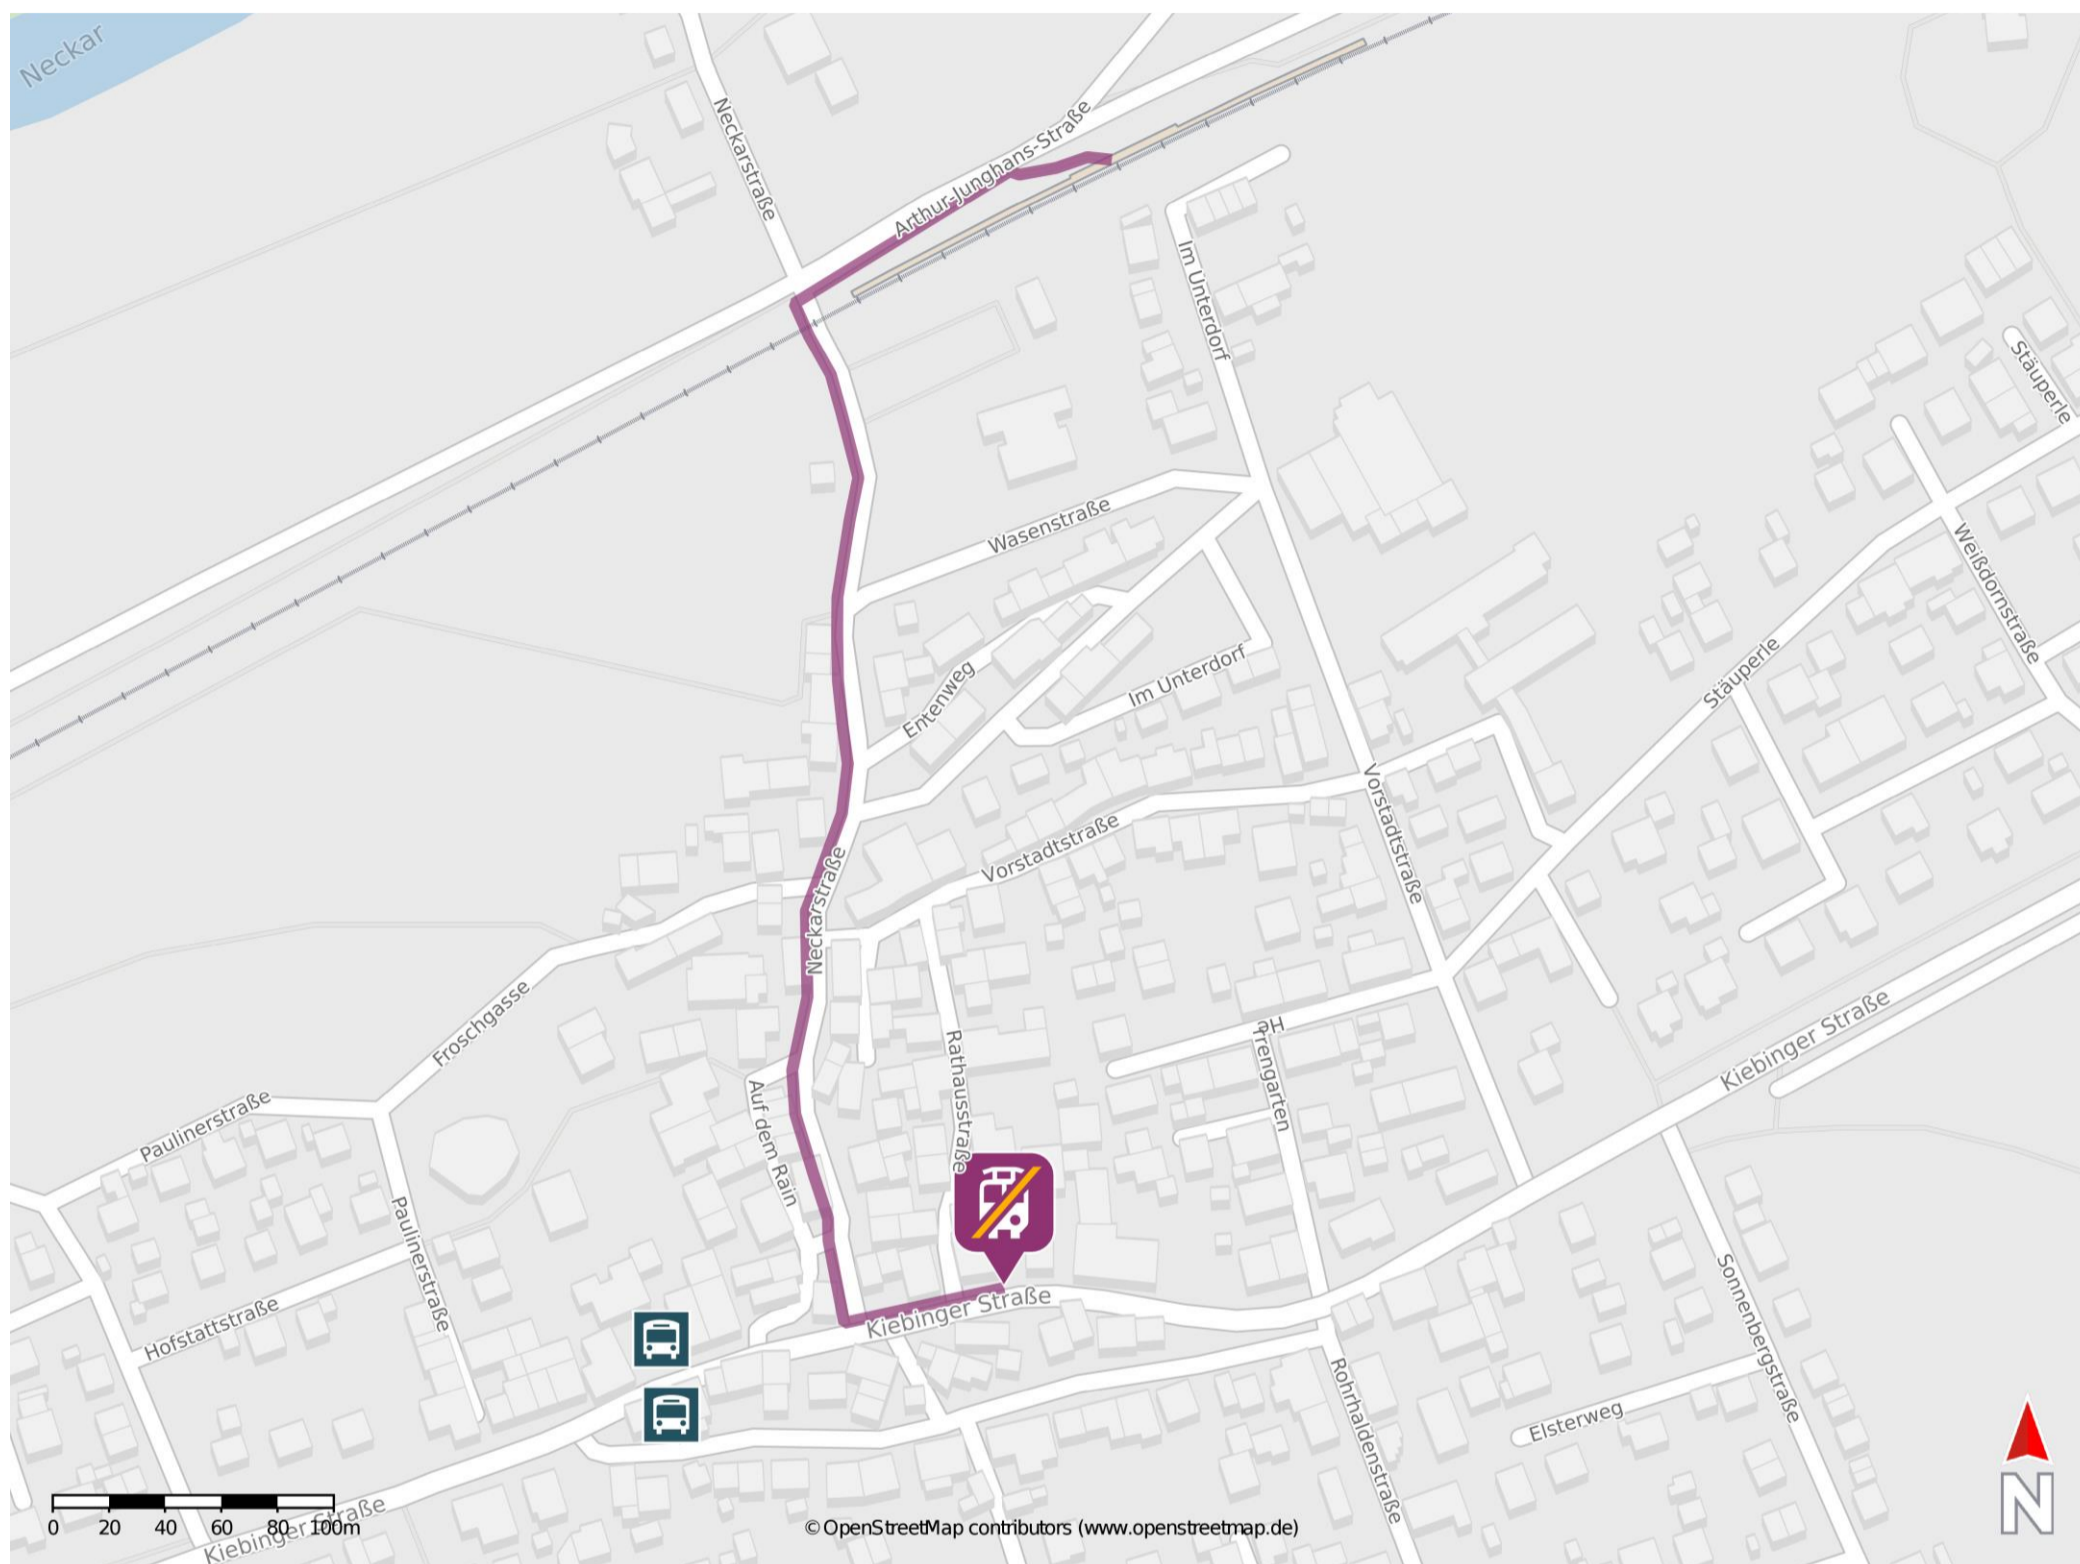 Neckar
Neckarstraße
Arthur-Junghans-Straße
Im Unterdorf
Stäuperle
Wasenstraße
Weißdornstraße
Entenweg
Im Unterdorf
Stäuperle
Vorstadtstraße
Vorstadtstraße
Neckarstraße
Froschgasse
Kiebinger Straße
Rathausstraße
Paulinerstraße
Auf dem Rain
Paulinerstraße
Hofstattstraße
Kiebinger Straße
Sonnenbergstraße
Rohrhaldenstraße
Elsterweg
Kiebinger Straße
0 20 40 60 80 100m
© OpenStreetMap contributors (www.openstreetmap.de)
N